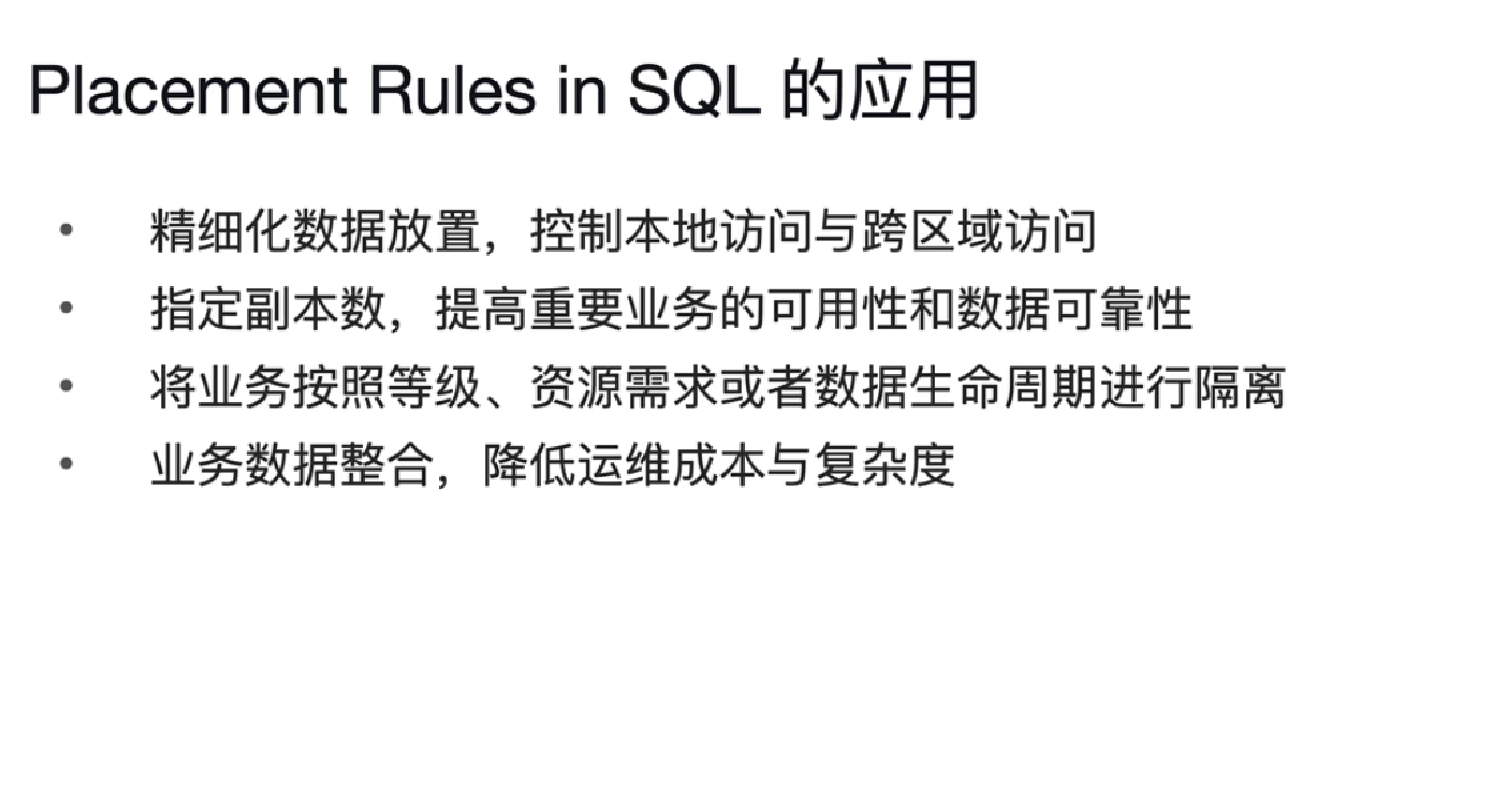 Placement Rules in SQL 的应用
• 精细化数据放置，控制本地访问与跨区域访问
• 指定副本数，提高重要业务的可用性和数据可靠性
• 将业务按照等级、资源需求或者数据生命周期进行隔离
• 业务数据整合，降低运维成本与复杂度